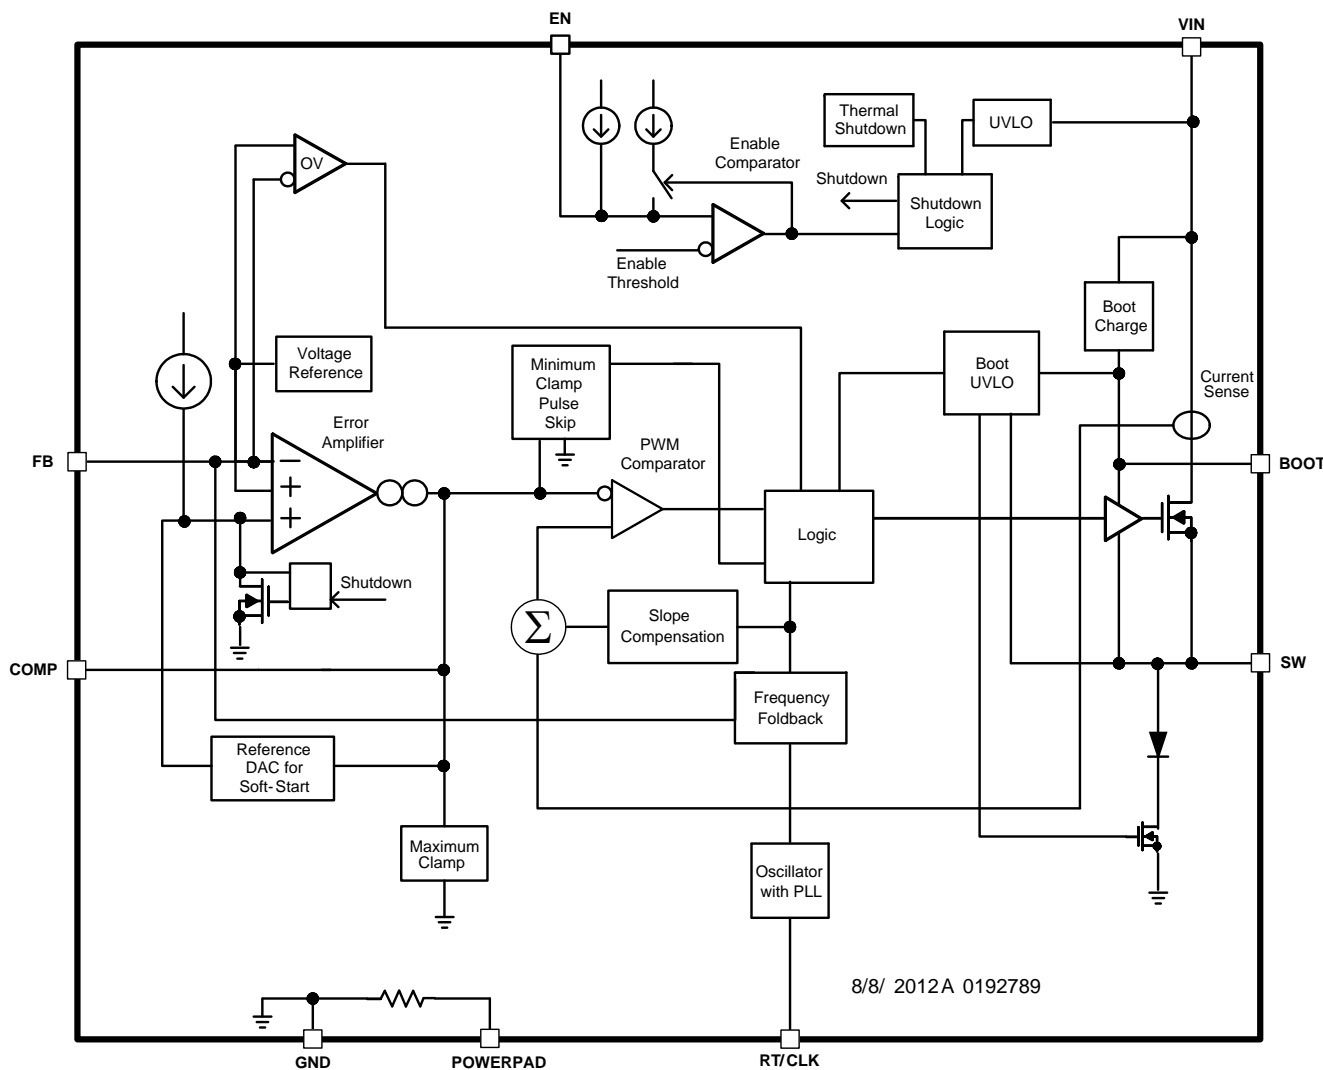 EN
VIN
Thermal
Shutdown
UVLO
OV
Enable
Comparator
Shutdown
Shutdown
Logic
Enable
Threshold
Boot
Charge
Voltage
Reference
Minimum
Clamp
Pulse
Skip
Boot
UVLO
Current
Sense
Error
Amplifier
PWM
Comparator
FB
BOOT
−
+
+
Logic
Shutdown
Σ
Slope
Compensation
COMP
SW
Frequency
Foldback
Reference
DAC for
Soft-Start
Maximum
Clamp
Oscillator
with PLL
8/8/ 2012A 0192789
GND
POWERPAD
RT/CLK